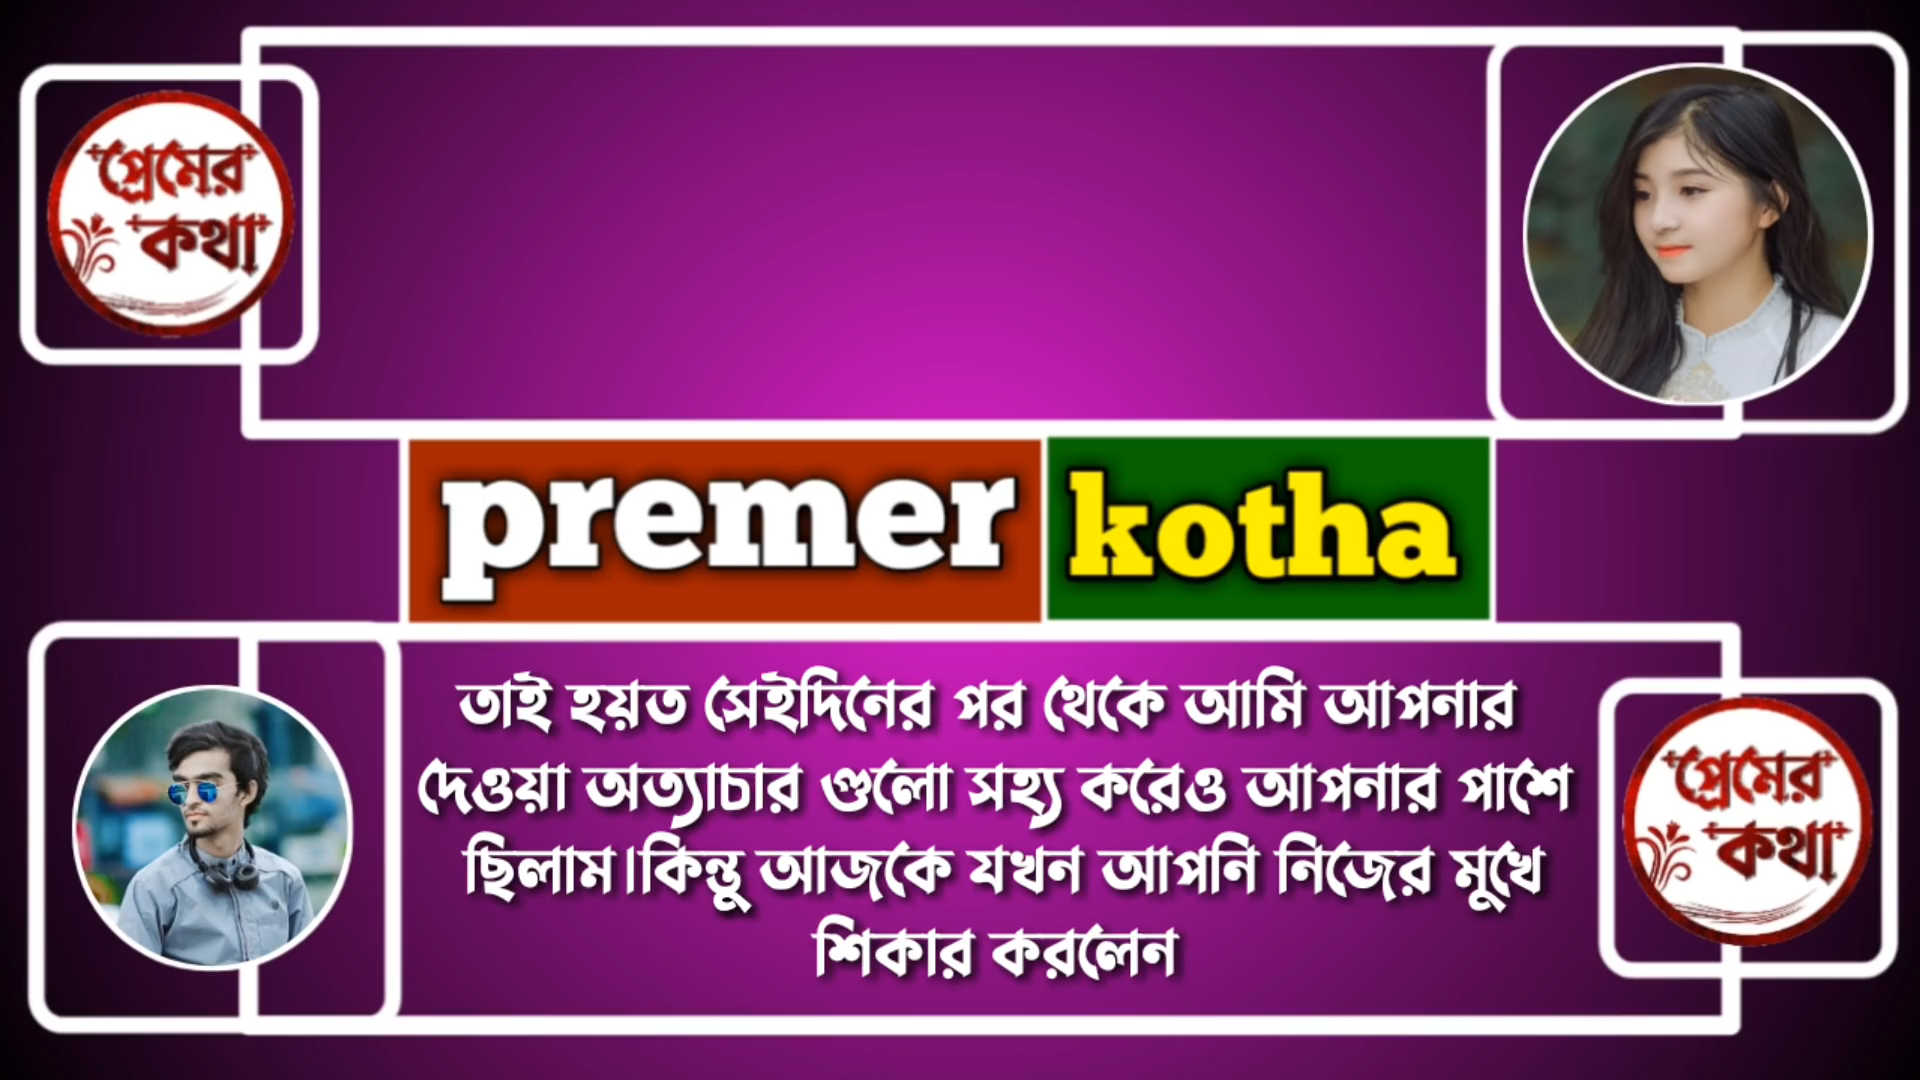 প্রেমের
কথা
premer kotha
তাই হয়ত সেইদিনের পর থেকে আমি আপনার
দেওয়া অত্যাচার গুলো সহ্য করেও আপনার পাশে
ছিলাম।কিন্তু আজকে যখন আপনি নিজের মুখে
শিকার করলেন
প্রেমের
কথা